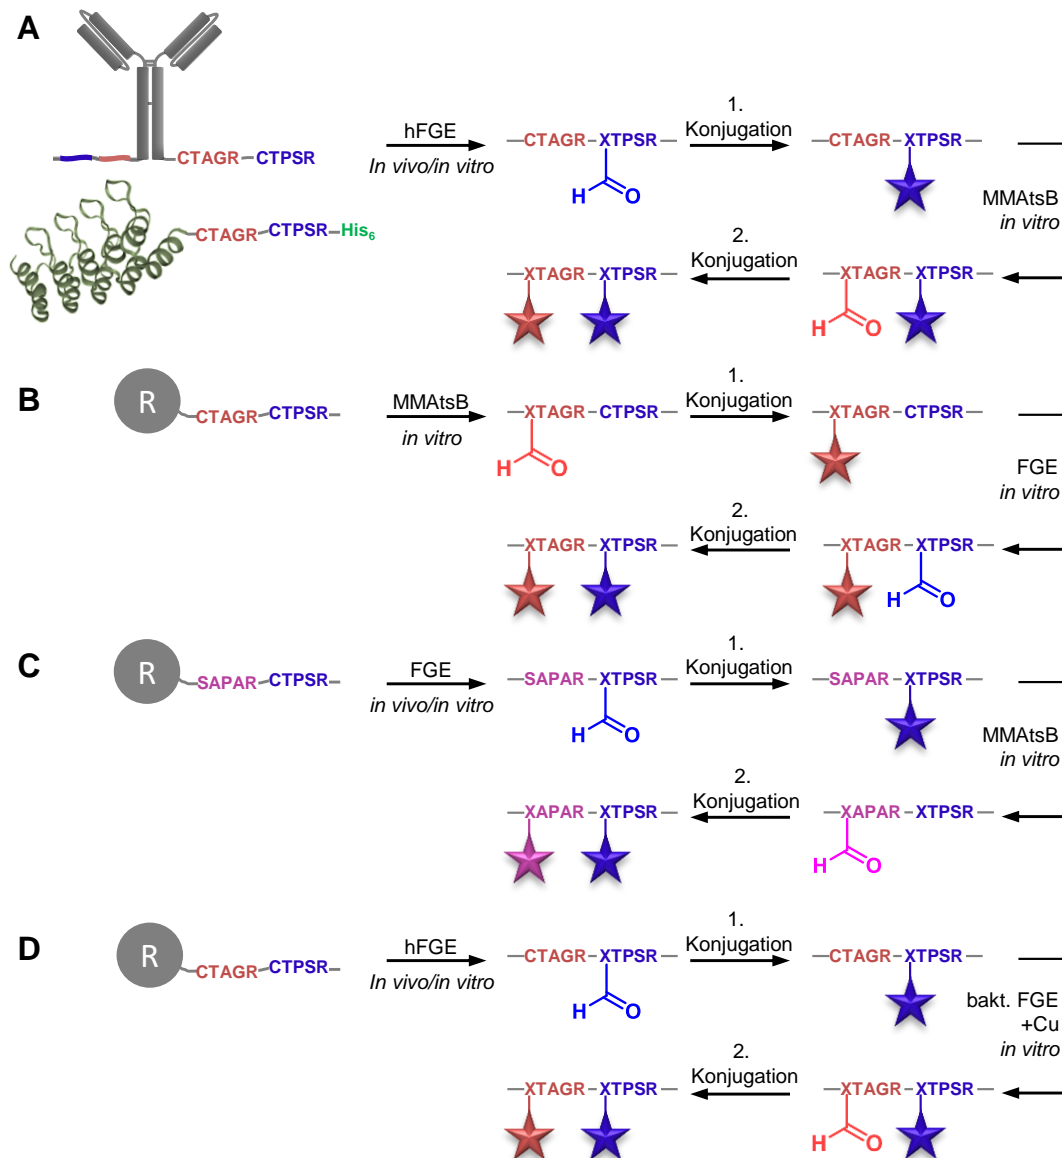 A
CTAGR CTPSR
CTAGR CTPSR His6
hFGE
In vivo/in vitro
CTAGR XTPSR
H O
1.
Konjugation
CTAGR XTPSR
MMAtsB
in vitro
XTAGR XTPSR
H O
2.
Konjugation
XTAGR XTPSR
B
R
CTAGR CTPSR
MMAtsB
in vitro
XTAGR CTPSR
H O
1.
Konjugation
XTAGR CTPSR
FGE
in vitro
XTAGR XTPSR
H O
2.
Konjugation
XTAGR XTPSR
C
R
SAPAR CTPSR
FGE
in vivo/in vitro
SAPAR XTPSR
H O
1.
Konjugation
SAPAR XTPSR
MMAtsB
in vitro
XAPAR XTPSR
H O
2.
Konjugation
XAPAR XTPSR
D
R
CTAGR CTPSR
hFGE
In vivo/in vitro
CTAGR XTPSR
H O
1.
Konjugation
CTAGR XTPSR
bakt. FGE
+Cu
in vitro
XTAGR XTPSR
H O
2.
Konjugation
XTAGR XTPSR